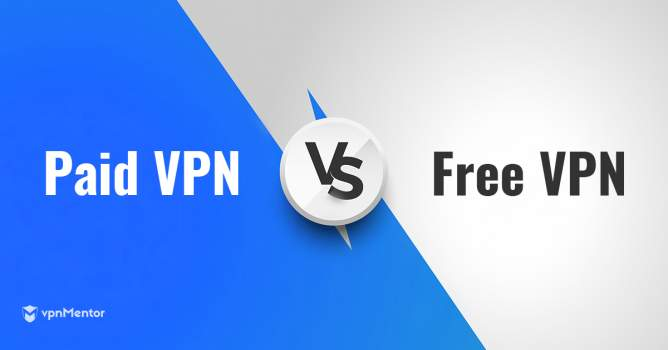 Paid VPN
VS
Free VPN
vpnMentor